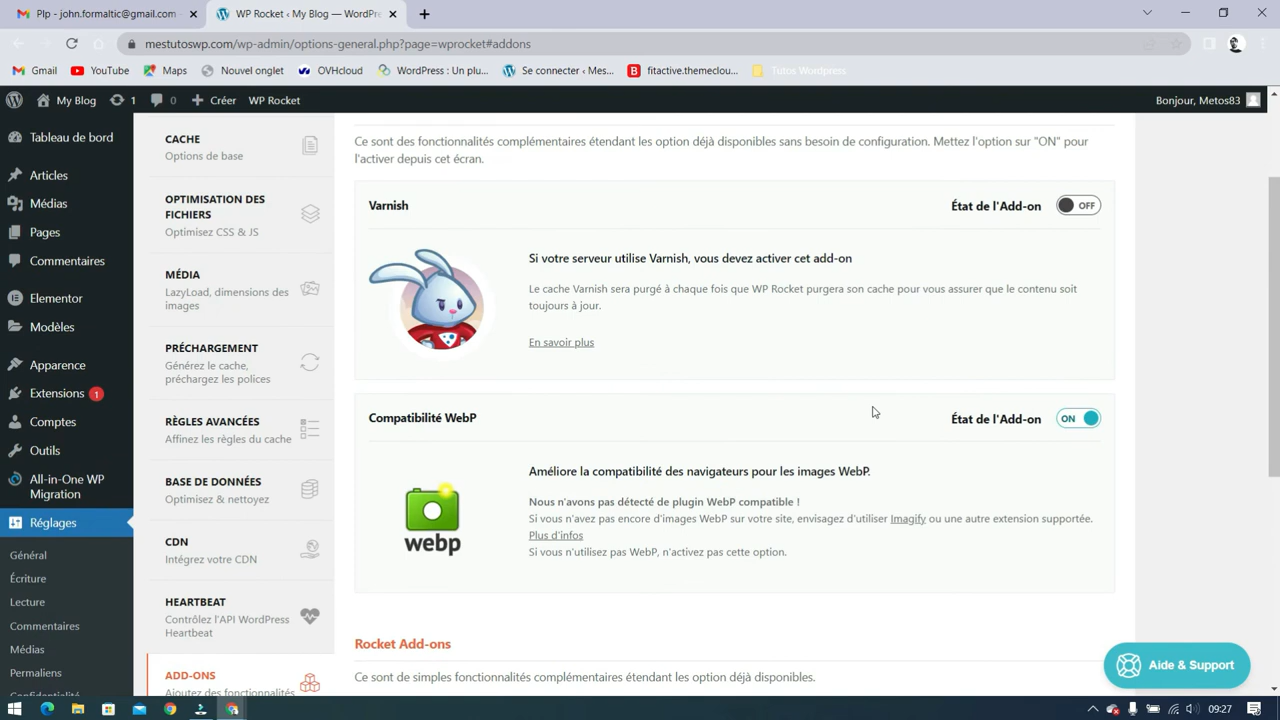 Plp - john.formaltic@gmail.com
WP Rocket ‹ My Blog — WordPre
mestutoswp.com/wp-admin/options-general.php?page=wprocket#addons
Gmail
YouTube
Maps
Nouvel onglet
OVHcloud
WordPress : Un plu...
Se connecter ‹ Mes...
B fitactive.themeclou...
Tutos Wordpress
My Blog
1
0
Créer
WP Rocket
Bonjour, Metos83
Tableau de bord
Articles
Médias
Pages
Commentaires
Elementor
Modèles
Apparence
Extensions 1
Comptes
Outils
All-in-One WP
Migration
Réglages
Général
Écriture
Lecture
Commentaires
Médias
Permaliens
Confidentialité
CACHE
Options de base
OPTIMISATION DES
FICHIERS
Optimisez CSS & JS
MÉDIA
LazyLoad, dimensions des
images
PRÉCHARGEMENT
Générez le cache,
préchargez les polices
RÈGLES AVANCÉES
Affinez les règles du cache
BASE DE DONNÉES
Optimisez & nettoyez
CDN
Intégrez votre CDN
HEARTBEAT
Contrôlez l'API WordPress
Heartbeat
ADD-ONS
Ajoutez des fonctionnalités
Ce sont des fonctionnalités complémentaires étendant les option déjà disponibles sans besoin de configuration. Mettez l'option sur "ON" pour
l'activer depuis cet écran.
Varnish
État de l'Add-on
OFF
Si votre serveur utilise Varnish, vous devez activer cet add-on
Le cache Varnish sera purgé à chaque fois que WP Rocket purgera son cache pour vous assurer que le contenu soit
toujours à jour.
En savoir plus
Compatibilité WebP
État de l'Add-on
ON
webp
Améliore la compatibilité des navigateurs pour les images WebP.
Nous n'avons pas détecté de plugin WebP compatible !
Si vous n'avez pas encore d'images WebP sur votre site, envisagez d'utiliser Imagify ou une autre extension supportée.
Plus d'infos
Si vous n'utilisez pas WebP, n'activez pas cette option.
Rocket Add-ons
Ce sont de simples fonctionnalités complémentaires étendant les option déjà disponibles.
Aide & Support
09:27